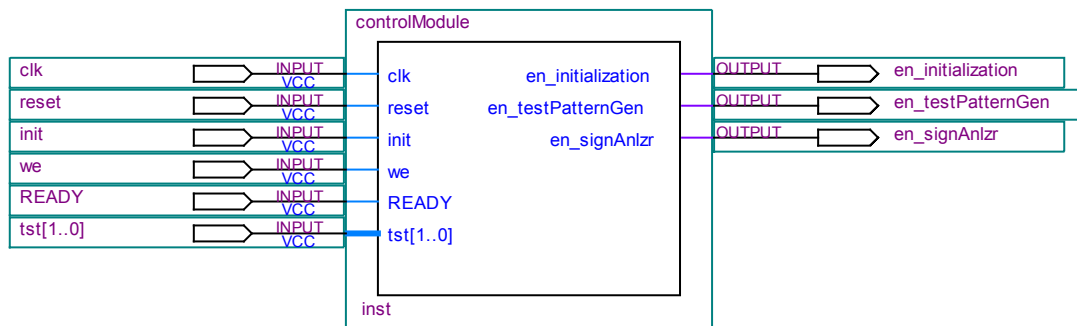 controlModule
clk INPUT VCC clk en_initialization OUTPUT en_initialization
reset INPUT VCC reset en_testPatternGen OUTPUT en_testPatternGen
init INPUT VCC init en_signAnlzr OUTPUT en_signAnlzr
we INPUT VCC we
READY INPUT VCC READY
tst[1..0] INPUT VCC tst[1..0]
inst